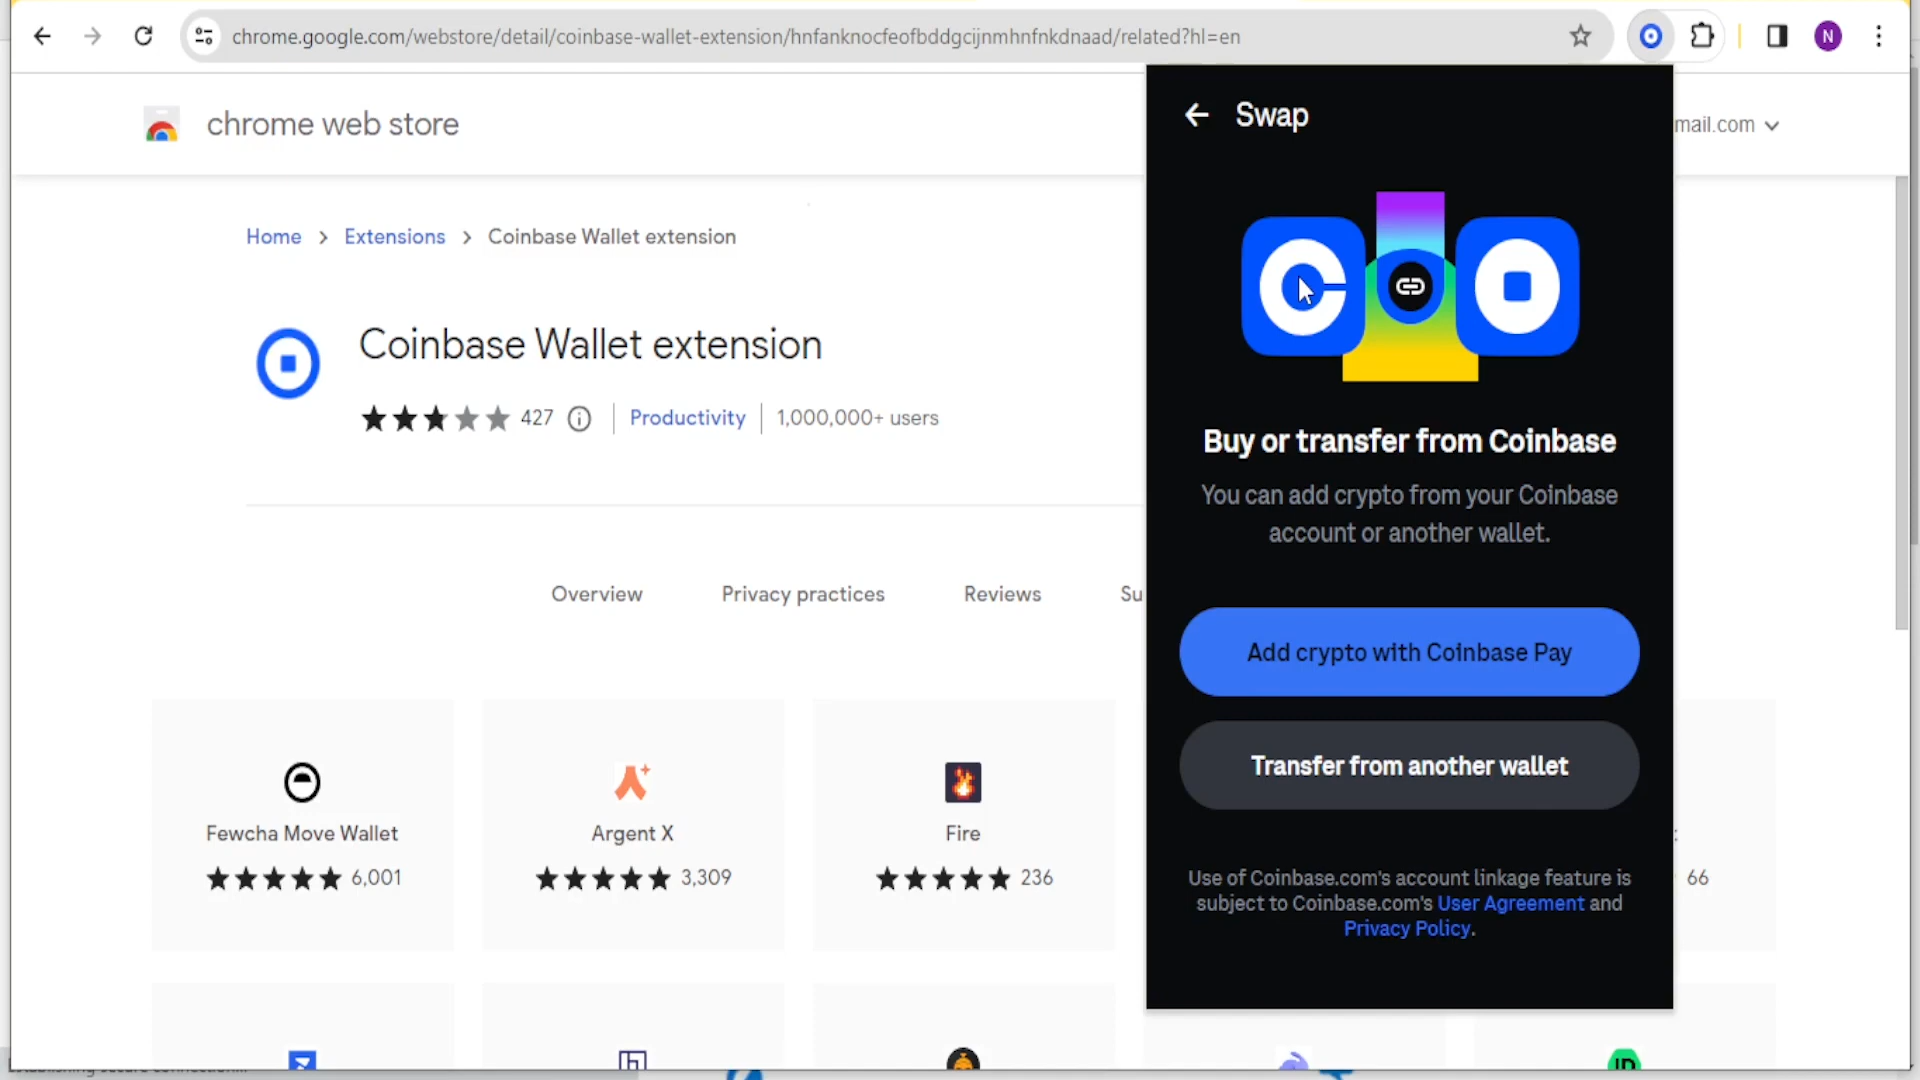 chrome.google.com/webstore/detail/coinbase-wallet-extension/hnfanknocfeofbddgcijnmhnfnkdnaad/related?hl=en
N
chrome web store
mail.com
Home > Extensions > Coinbase Wallet extension
Coinbase Wallet extension
427 | Productivity | 1,000,000+ users
Overview Privacy practices Reviews Su
Fewcha Move Wallet
6,001
Argent X
3,309
Fire
236
66
Swap
Buy or transfer from Coinbase
You can add crypto from your Coinbase
account or another wallet.
Add crypto with Coinbase Pay
Transfer from another wallet
Use of Coinbase.com's account linkage feature is
subject to Coinbase.com's User Agreement and
Privacy Policy.